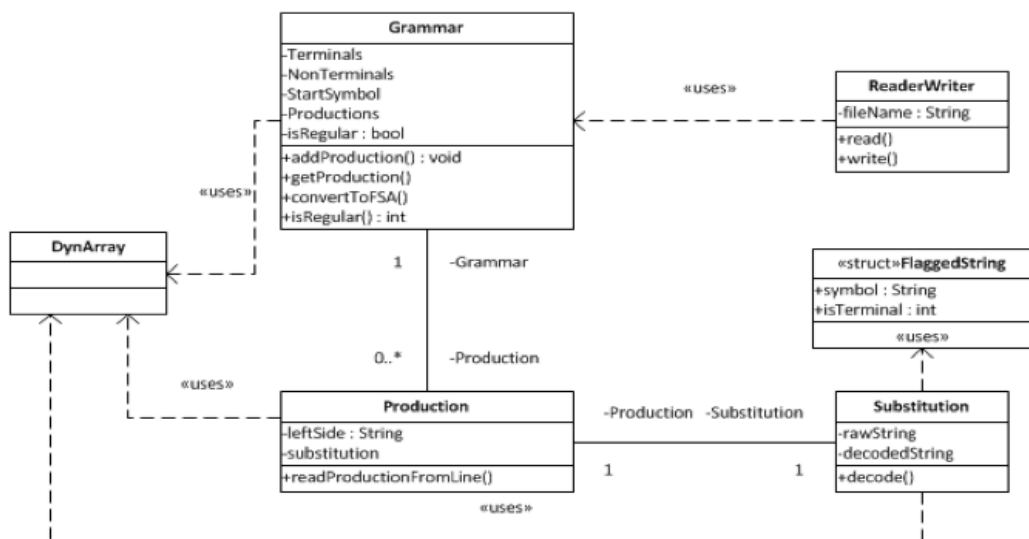 Grammar
-Terminals
-NonTerminals
-StartSymbol
-Productions
-isRegular : bool
+addProduction() : void
+getProduction()
+convertToFSA()
+isRegular() : int
«uses»
ReaderWriter
-fileName : String
+read()
+write()
«uses»
DynArray
1
-Grammar
«struct»FlaggedString
+symbol : String
+isTerminal : int
«uses»
0..*
-Production
«uses»
Production
-leftSide : String
-substitution
+readProductionFromLine()
-Production
-Substitution
1
1
Substitution
-rawString
-decodedString
+decode()
«uses»